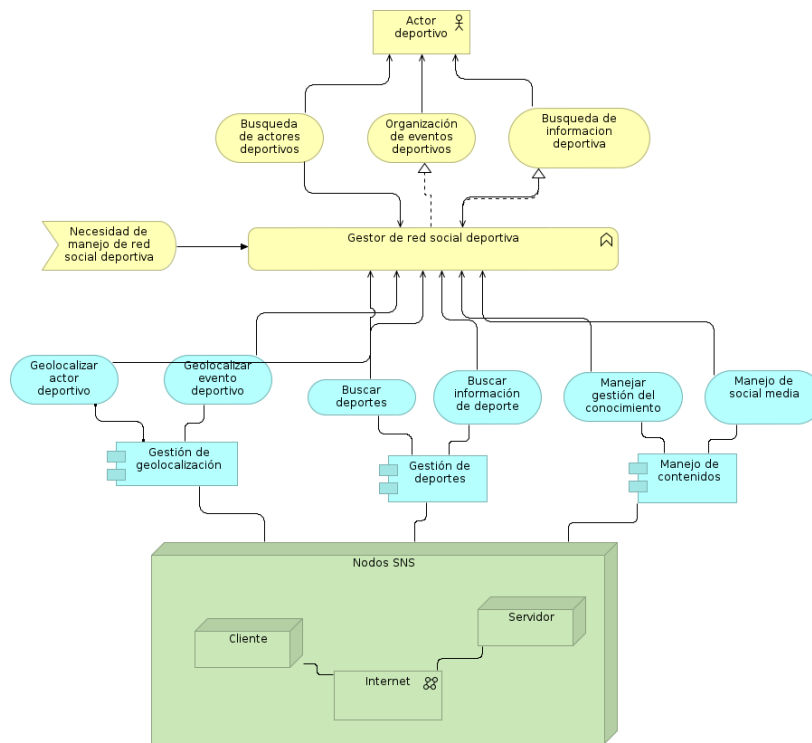 Actor
deportivo
Busqueda
de actores
deportivos
Organización
de eventos
deportivos
Busqueda de
informacion
deportiva
Necesidad de
manejo de red
social deportiva
Gestor de red social deportiva
Geolocalizar
actor
deportivo
Geolocalizar
evento
deportivo
Buscar
deportes
Buscar
información
de deporte
Manejar
gestión del
conocimiento
Manejo de
social media
Gestión de
geolocalización
Gestión de
deportes
Manejo de
contenidos
Nodos SNS
Cliente
Servidor
Internet